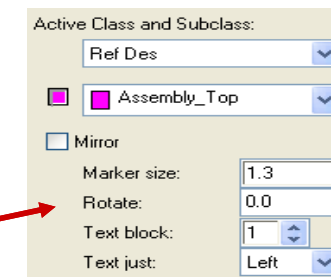 Active Class and Subclass:
Ref Des
Assembly_Top
Mirror
Marker size: 1.3
Rotate: 0.0
Text block: 1
Text just: Left